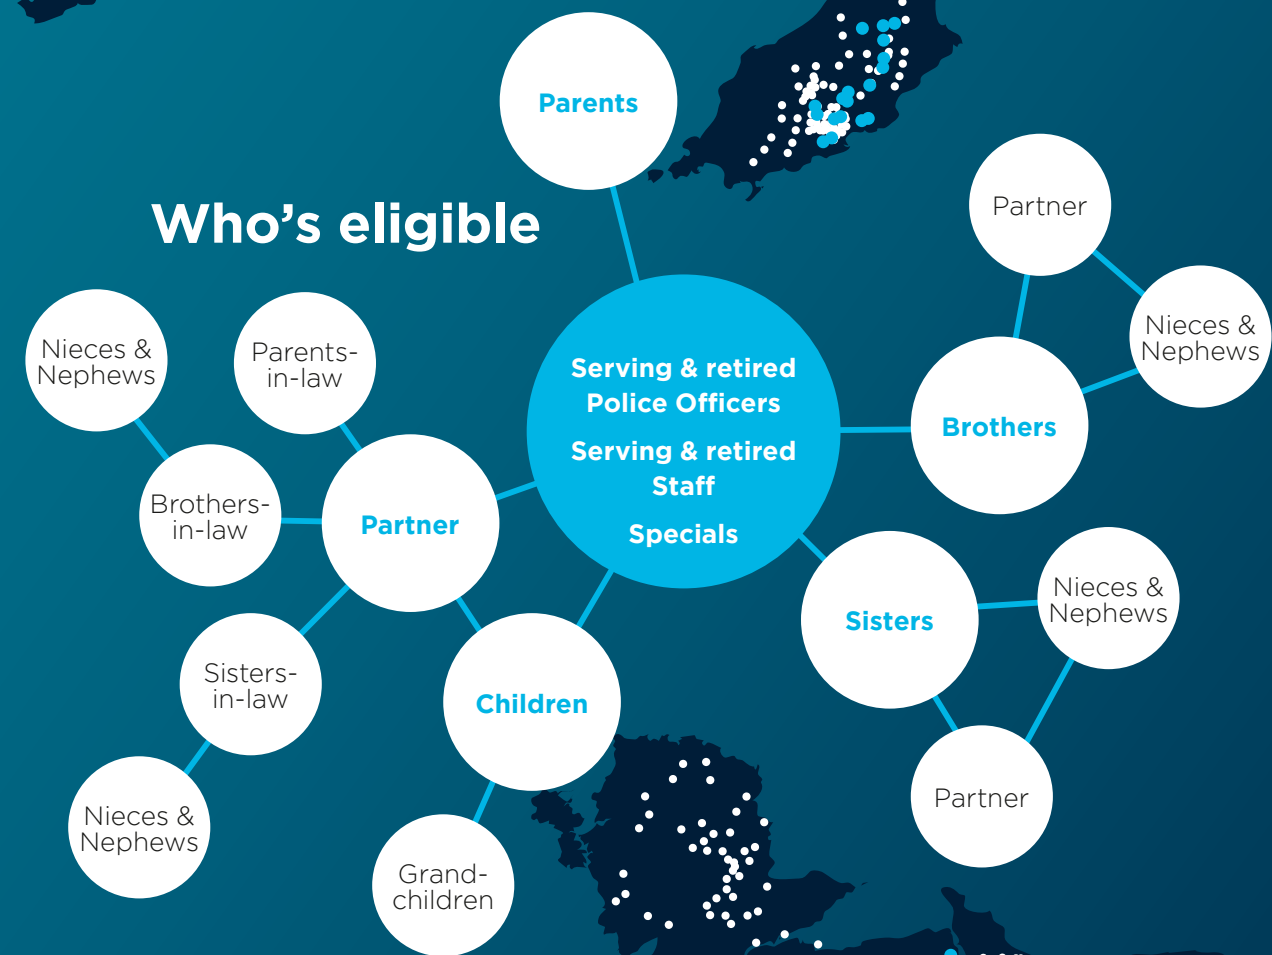 Who's eligible
Parents
Serving & retired
Police Officers
Serving & retired
Staff
Specials
Partner
Nieces &
Nephews
Brothers
Sisters
Nieces &
Nephews
Partner
Nieces &
Nephews
Parents-
in-law
Brothers-
in-law
Partner
Sisters-
in-law
Nieces &
Nephews
Children
Grand-
children